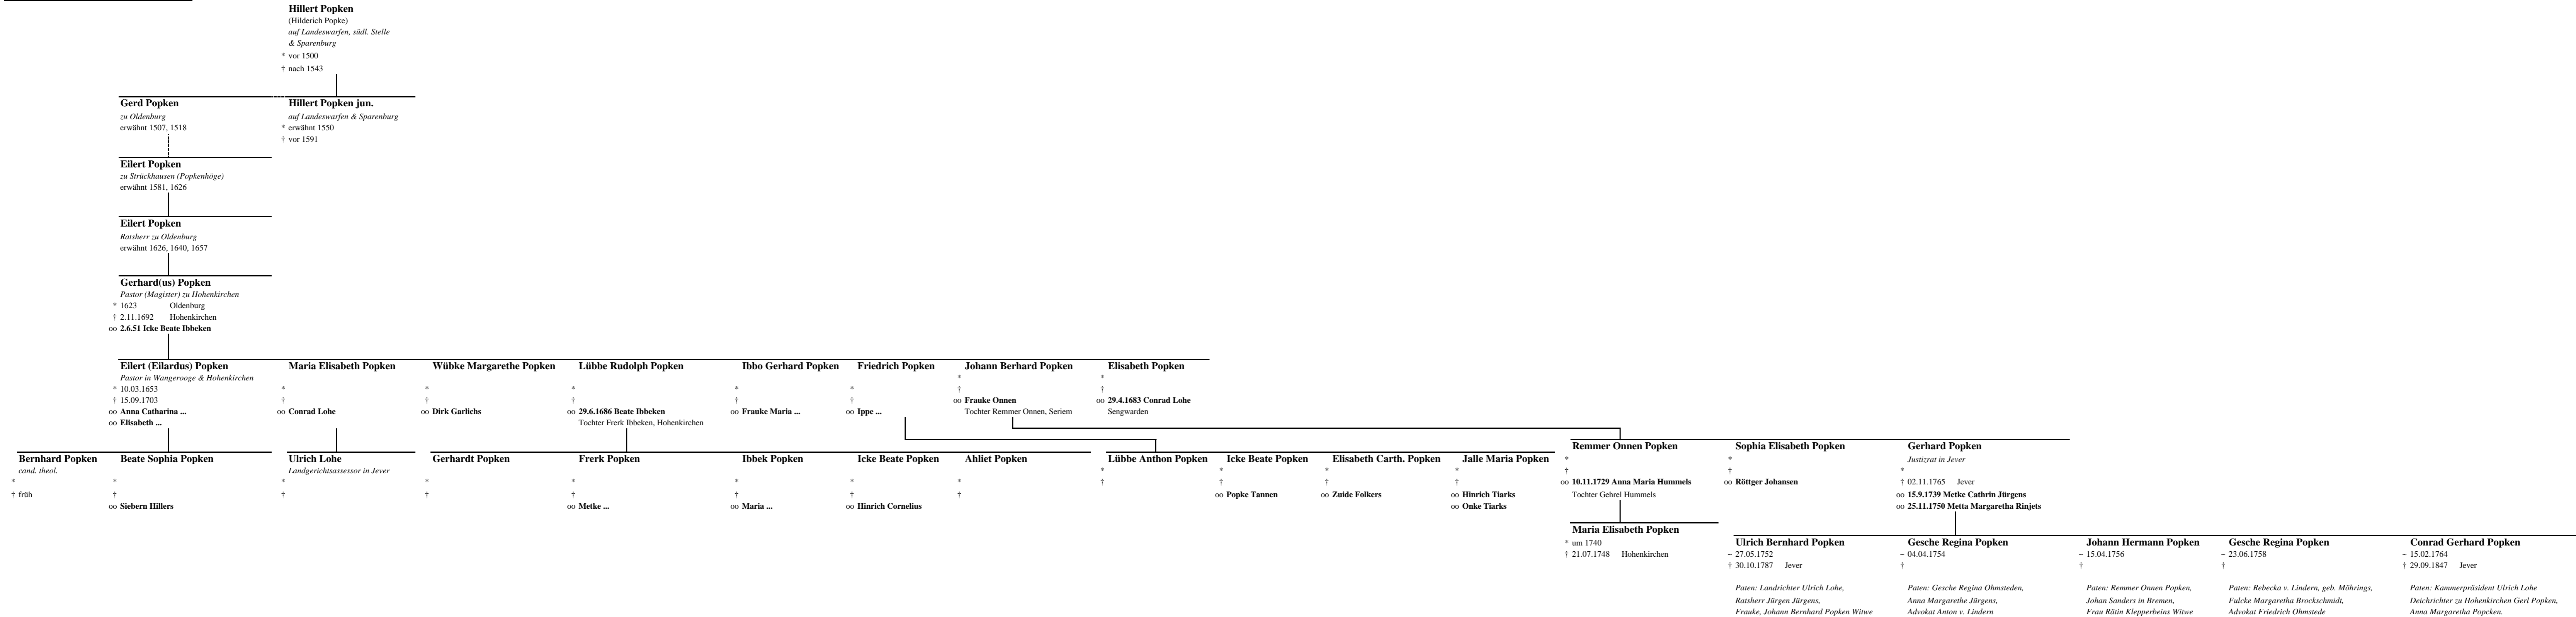 Hillert Popken
(Hilderich Popke)
auf Landeswarfen, südl. Stelle
& Sparenburg
* vor 1500
† nach 1543
Gerd Popken
zu Oldenburg
erwähnt 1507, 1518
Hillert Popken jun.
auf Landeswarfen & Sparenburg
* erwähnt 1550
† vor 1591
Eilert Popken
zu Strückhausen (Popkenhöge)
erwähnt 1581, 1626
Eilert Popken
Ratsherr zu Oldenburg
erwähnt 1626, 1640, 1657
Gerhard(us) Popken
Pastor (Magister) zu Hohenkirchen
* 1623 Oldenburg
† 2.11.1692 Hohenkirchen
oo 2.6.51 Icke Beate Ibbeken
Eilert (Eilardus) Popken
Pastor in Wangerooge & Hohenkirchen
* 10.03.1653
† 15.09.1703
oo Anna Catharina ...
oo Elisabeth ...
Maria Elisabeth Popken
*
†
oo Conrad Lohe
Wübke Margarethe Popken
*
†
oo Dirk Garlichs
Lübbe Rudolph Popken
*
†
oo 29.6.1686 Beate Ibbeken
Tochter Frerk Ibbeken, Hohenkirchen
Ibbo Gerhard Popken
*
†
oo Frauke Maria ...
Friedrich Popken
*
†
oo Ippe ...
Johann Berhard Popken
*
†
oo Frauke Onnen
Tochter Remmer Onnen, Seriem
Elisabeth Popken
*
†
oo 29.4.1683 Conrad Lohe
Sengwarden
Bernhard Popken
cand. theol.
*
† früh
Beate Sophia Popken
*
†
oo Siebern Hillers
Ulrich Lohe
Landgerichtsassessor in Jever
*
†
Gerhardt Popken
*
†
Frerk Popken
*
†
oo Metke ...
Ibbek Popken
*
†
oo Maria ...
Icke Beate Popken
*
†
oo Hinrich Cornelius
Ahliet Popken
*
†
Lübbe Anthon Popken
*
†
Icke Beate Popken
*
†
oo Popke Tannen
Elisabeth Carth. Popken
*
†
oo Zuide Folkers
Jalle Maria Popken
*
†
oo Hinrich Tiarks
oo Onke Tiarks
Remmer Onnen Popken
*
†
oo 10.11.1729 Anna Maria Hummels
Tochter Gehrel Hummels
Sophia Elisabeth Popken
*
†
oo Röttger Johansen
Gerhard Popken
Justizrat in Jever
*
† 02.11.1765 Jever
oo 15.9.1739 Metke Cathrin Jürgens
oo 25.11.1750 Metta Margaretha Rinjets
Maria Elisabeth Popken
* um 1740
† 21.07.1748 Hohenkirchen
Ulrich Bernhard Popken
~ 27.05.1752
† 30.10.1787 Jever
Paten: Landrichter Ulrich Lohe,
Ratsherr Jürgen Jürgens,
Frauke, Johann Bernhard Popken Witwe
Gesche Regina Popken
~ 04.04.1754
†
Paten: Gesche Regina Ohmsteden,
Anna Margarethe Jürgens,
Advokat Anton v. Lindern
Johann Hermann Popken
~ 15.04.1756
†
Paten: Remmer Onnen Popken,
Johan Sanders in Bremen,
Frau Rätin Klepperbeins Witwe
Gesche Regina Popken
~ 23.06.1758
†
Paten: Rebecka v. Lindern, geb. Möhrings,
Fulcke Margaretha Brockschmidt,
Advokat Friedrich Ohmstede
Conrad Gerhard Popken
~ 15.02.1764
† 29.09.1847 Jever
Paten: Kammerpräsident Ulrich Lohe
Deichrichter zu Hohenkirchen Gerl Popken,
Anna Margaretha Popcken.